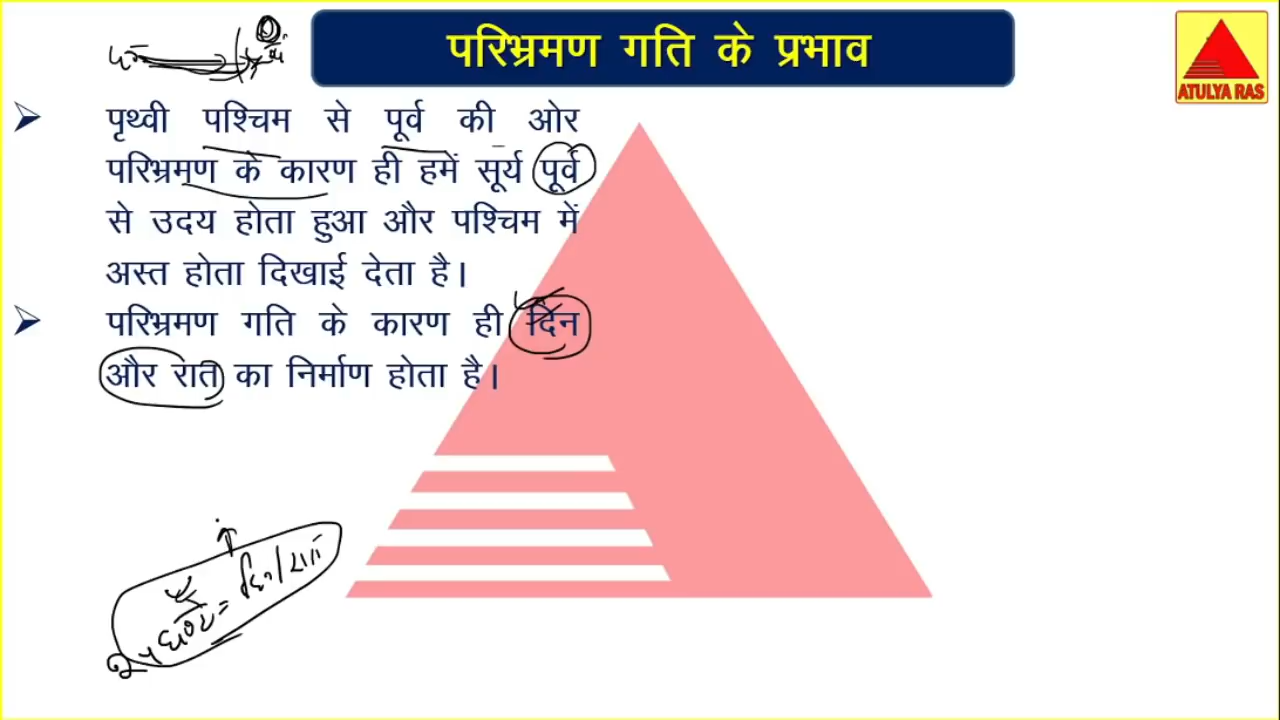 परिभ्रमण गति के प्रभाव
ATULYA RAS
पृथ्वी पश्चिम से पूर्व की ओर
परिभ्रमण के कारण ही हमें सूर्य पूर्व
से उदय होता हुआ और पश्चिम में
अस्त होता दिखाई देता है।
परिभ्रमण गति के कारण ही दिन
और रात का निर्माण होता है।
घण्टे = दिन/रात